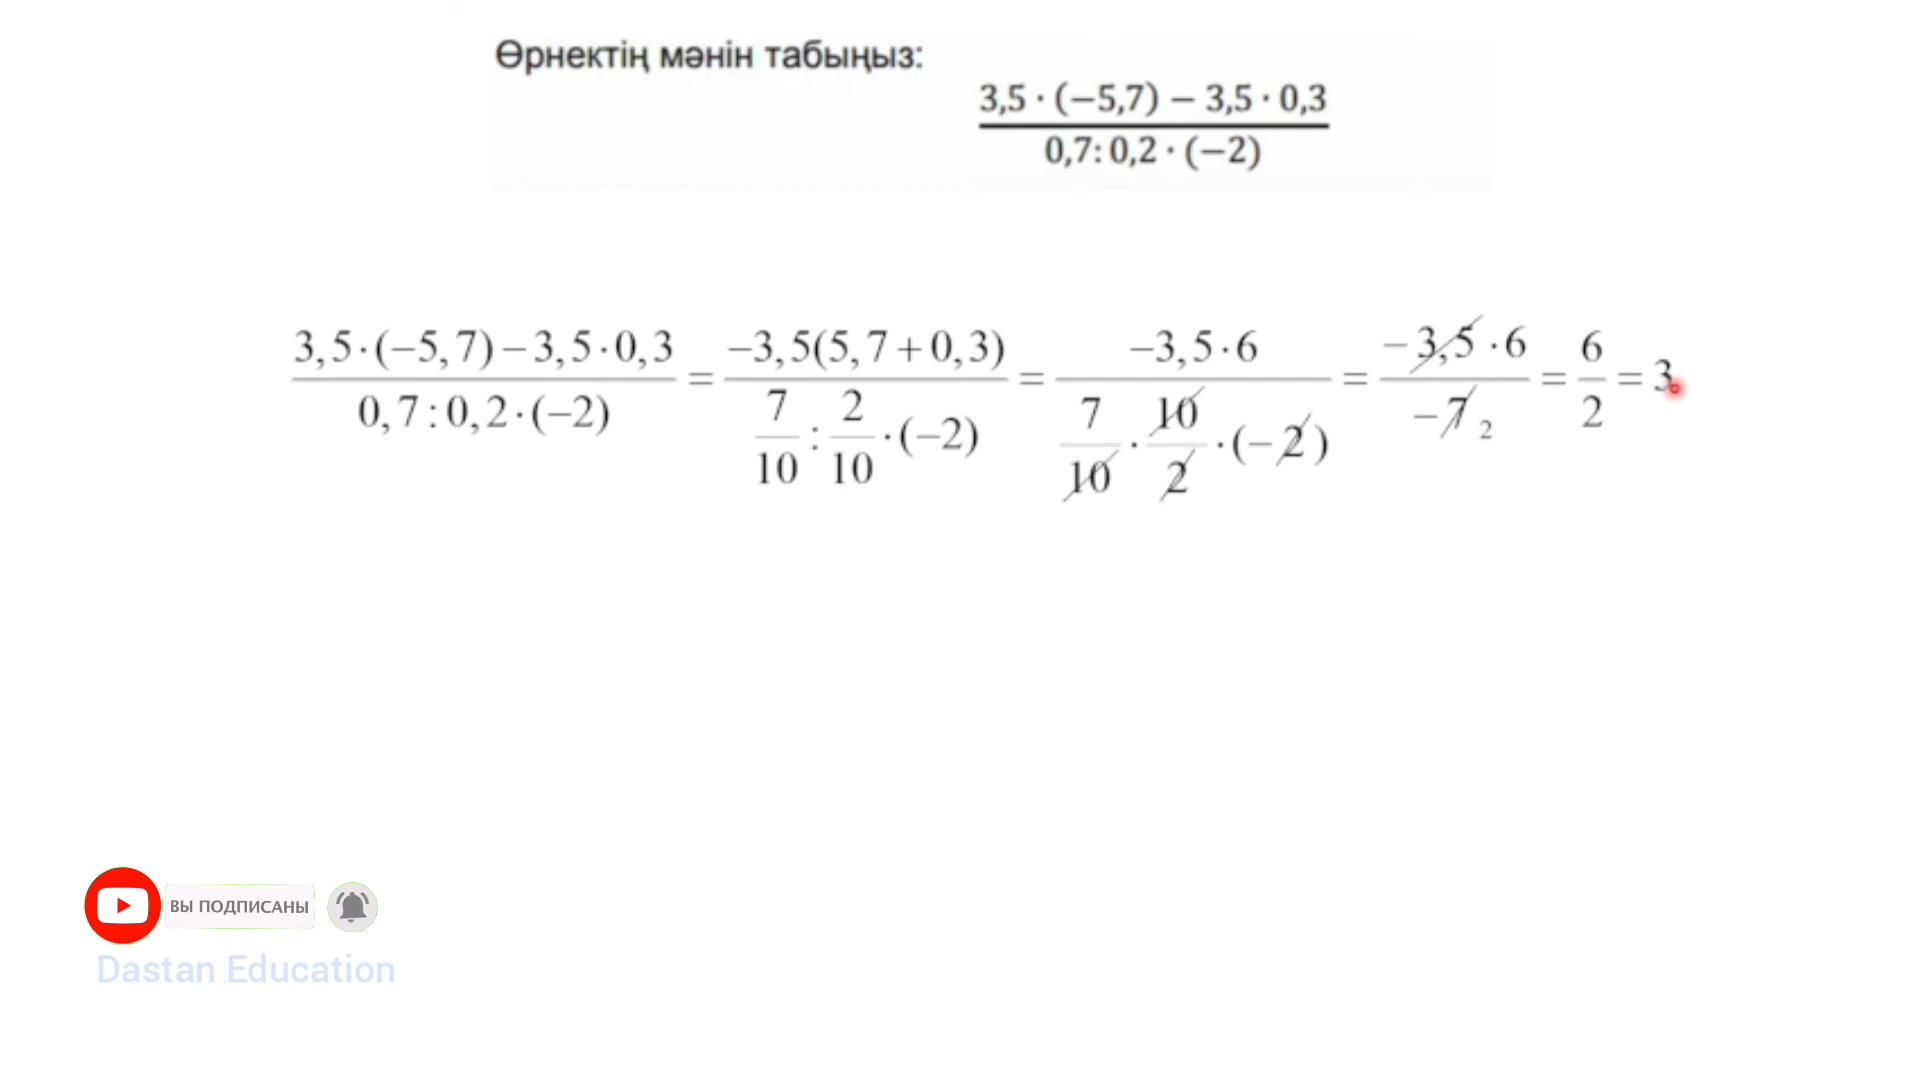 Өрнектің мәнін табыңыз:
3,5 · (−5,7) − 3,5 · 0,3
0,7: 0,2 · (−2)
3,5·(−5,7)−3,5·0,3 / 0,7:0,2·(−2) = −3,5(5,7+0,3) / 7/10 : 2/10 ·(−2) = −3,5·6 / 7/10 · 10/2 ·(−2) = −3,5·6 / −7 2 = 6/2 = 3
ВЫ ПОДПИСАНЫ
Dastan Education